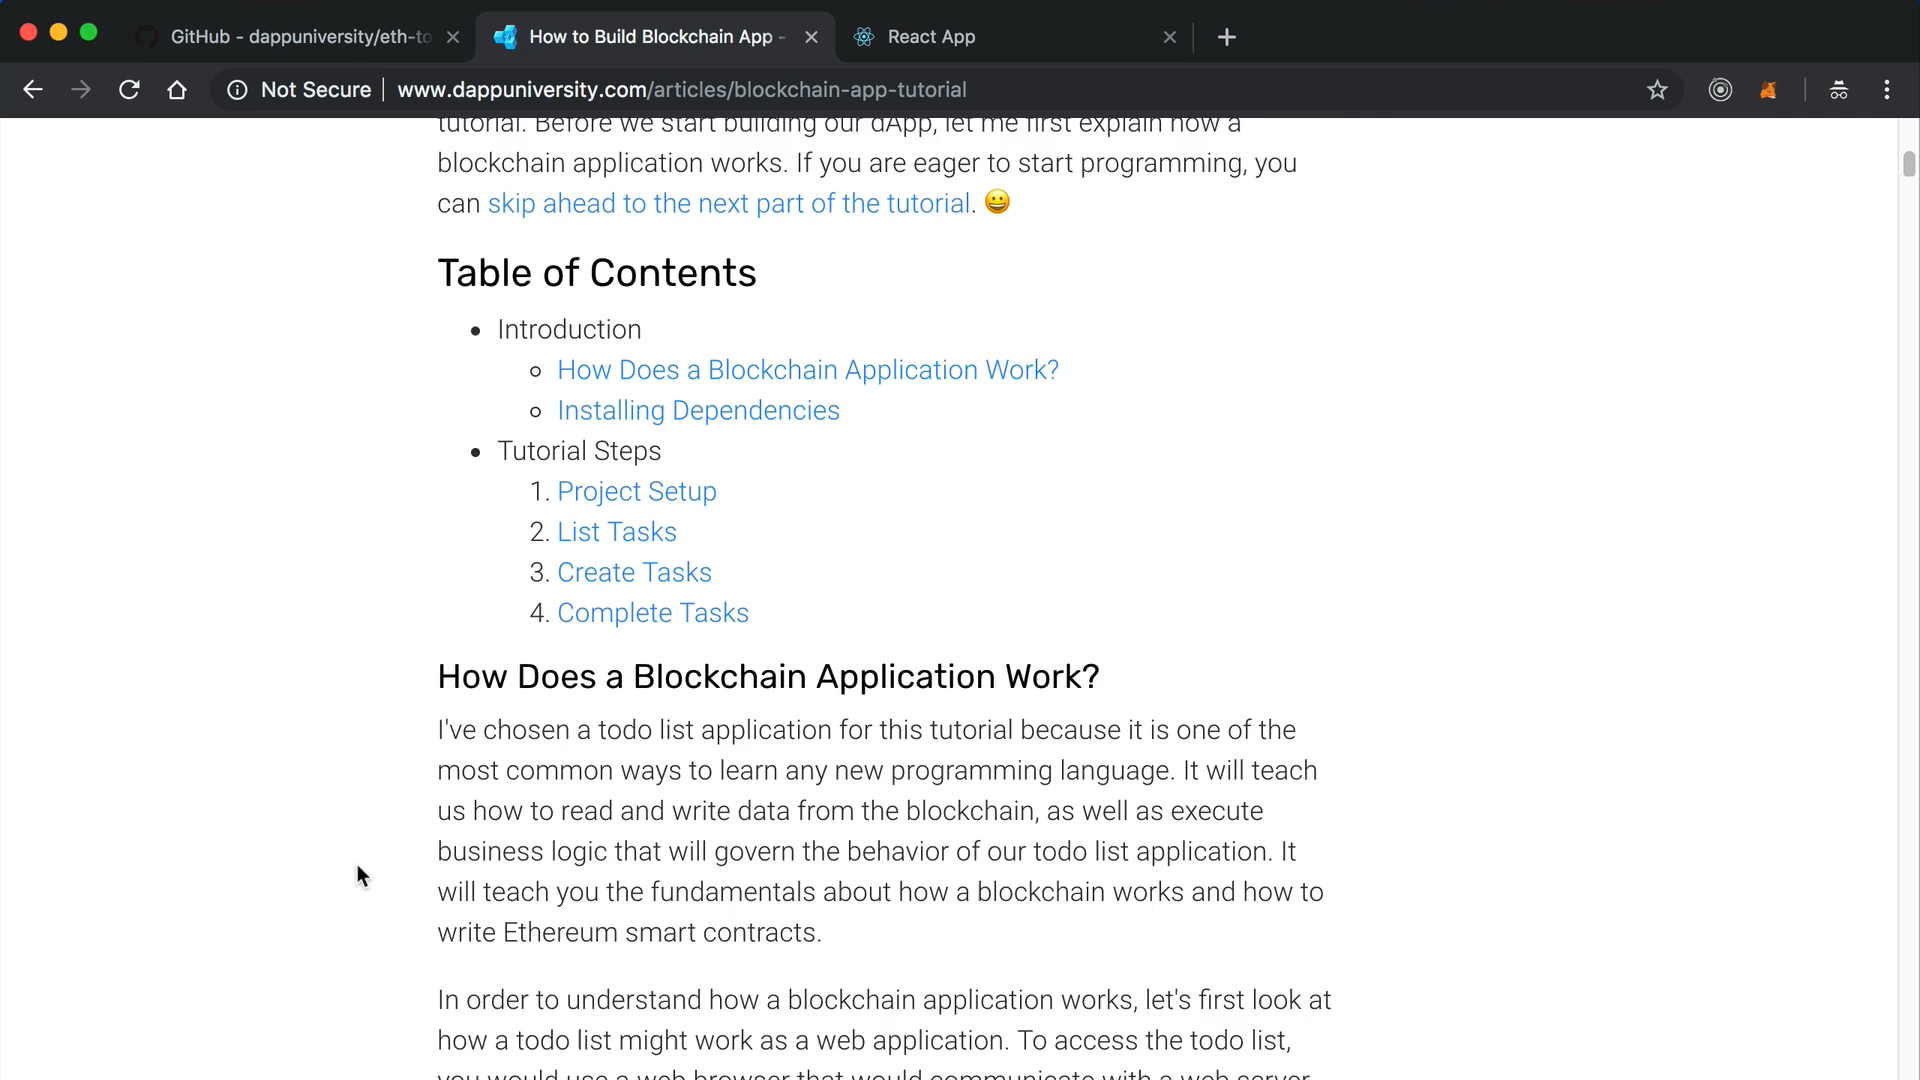 GitHub - dappuniversity/eth-to
How to Build Blockchain App -
React App
Not Secure
www.dappuniversity.com/articles/blockchain-app-tutorial
tutorial. Before we start building our dApp, let me first explain how a
blockchain application works. If you are eager to start programming, you
can skip ahead to the next part of the tutorial. 😀
Table of Contents
• Introduction
How Does a Blockchain Application Work?
Installing Dependencies
• Tutorial Steps
1. Project Setup
2. List Tasks
3. Create Tasks
4. Complete Tasks
How Does a Blockchain Application Work?
I've chosen a todo list application for this tutorial because it is one of the
most common ways to learn any new programming language. It will teach
us how to read and write data from the blockchain, as well as execute
business logic that will govern the behavior of our todo list application. It
will teach you the fundamentals about how a blockchain works and how to
write Ethereum smart contracts.
In order to understand how a blockchain application works, let's first look at
how a todo list might work as a web application. To access the todo list,
you would use a web browser that would communicate with a web server